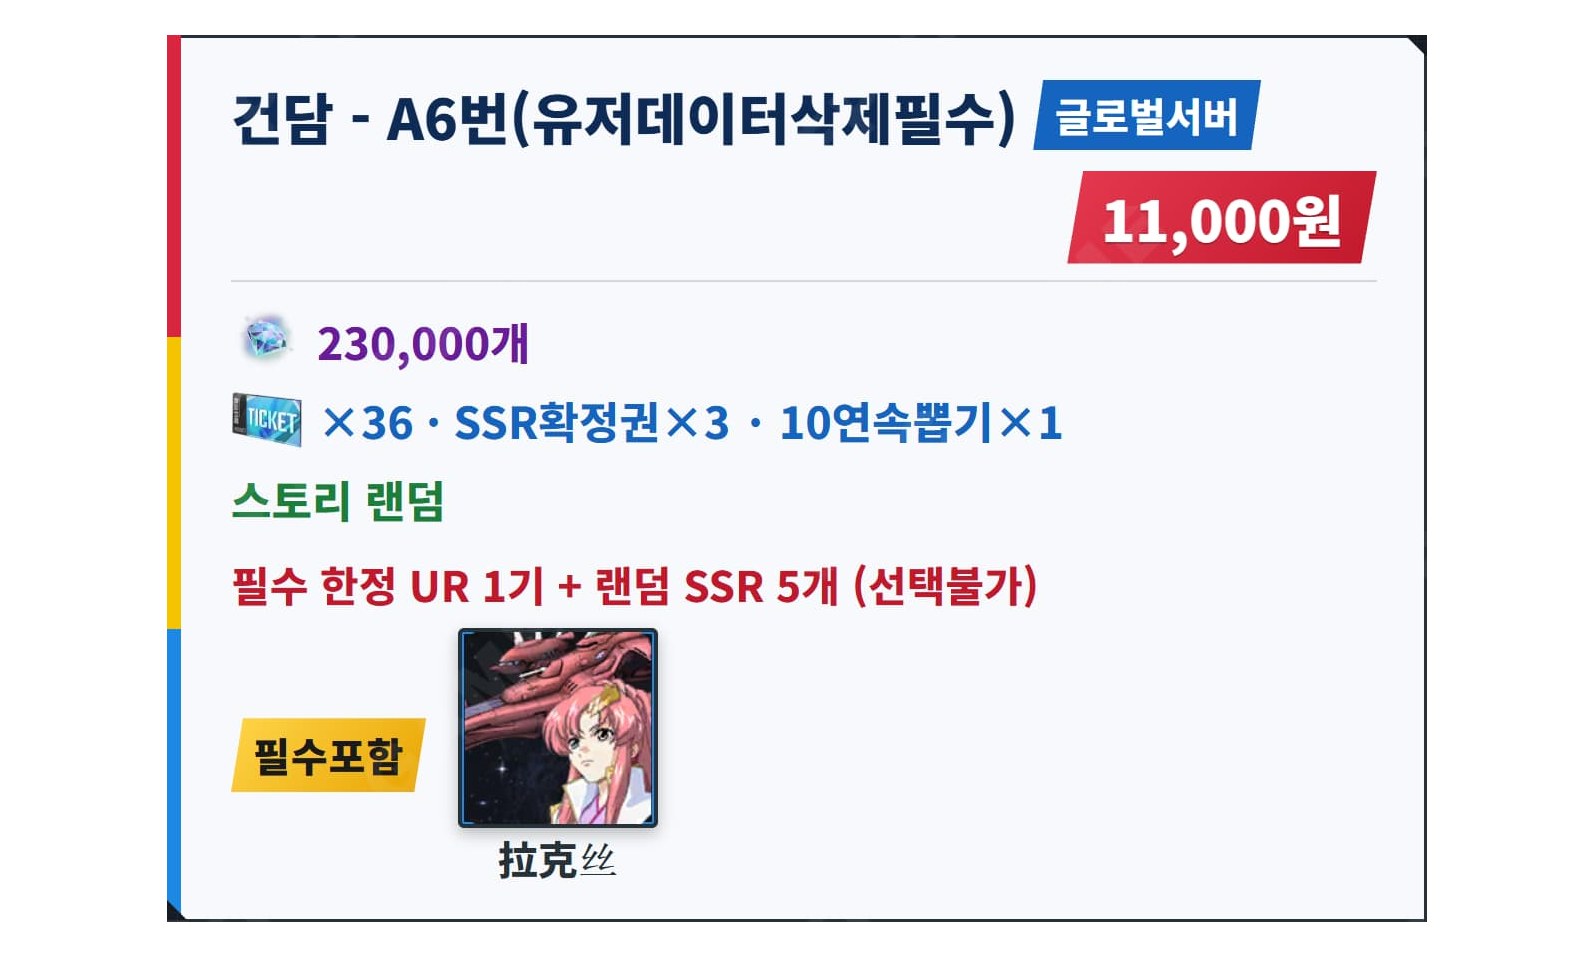 건담 - A6번(유저데이터삭제필수) 글로벌서버
11,000원
230,000개
TICKET ×36 · SSR확정권×3 · 10연속뽑기×1
스토리 랜덤
필수 한정 UR 1기 + 랜덤 SSR 5개 (선택불가)
필수포함
拉克丝